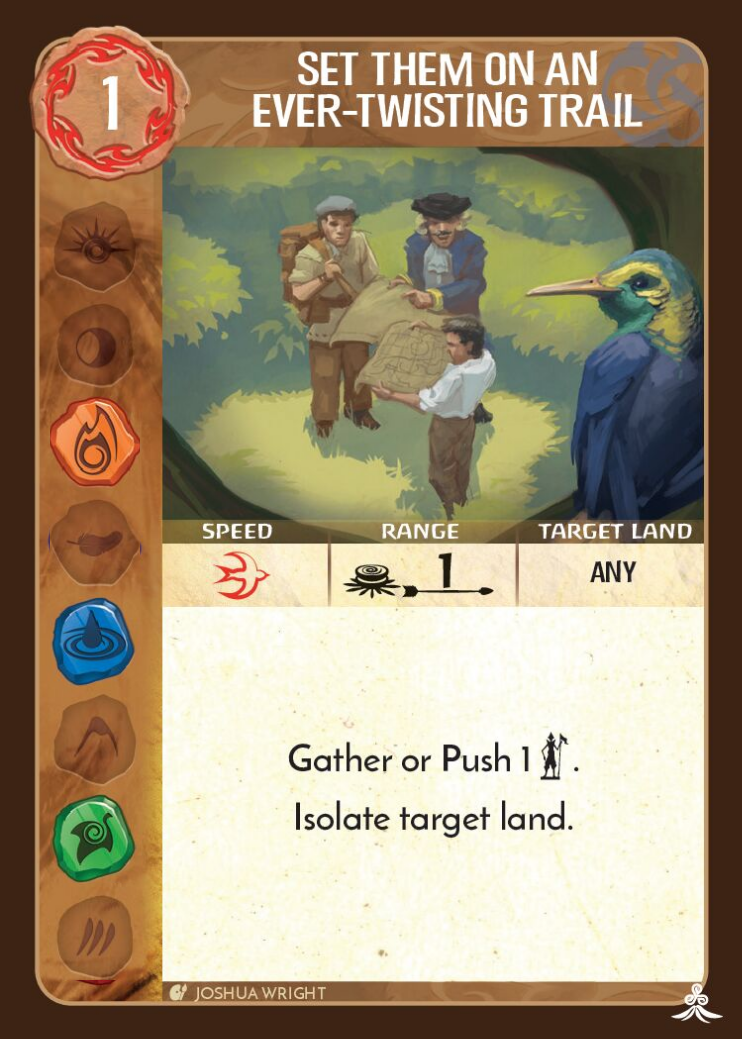 1
SET THEM ON AN
EVER-TWISTING TRAIL
SPEED RANGE TARGET LAND
1 ANY
Gather or Push 1 .
Isolate target land.
JOSHUA WRIGHT